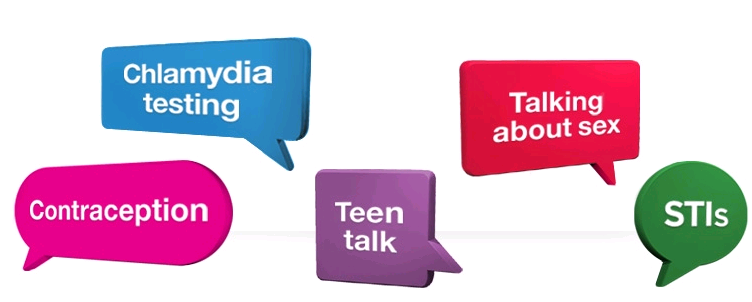 Chlamydia
testing
Talking
about sex
Contraception
Teen
talk
STIs